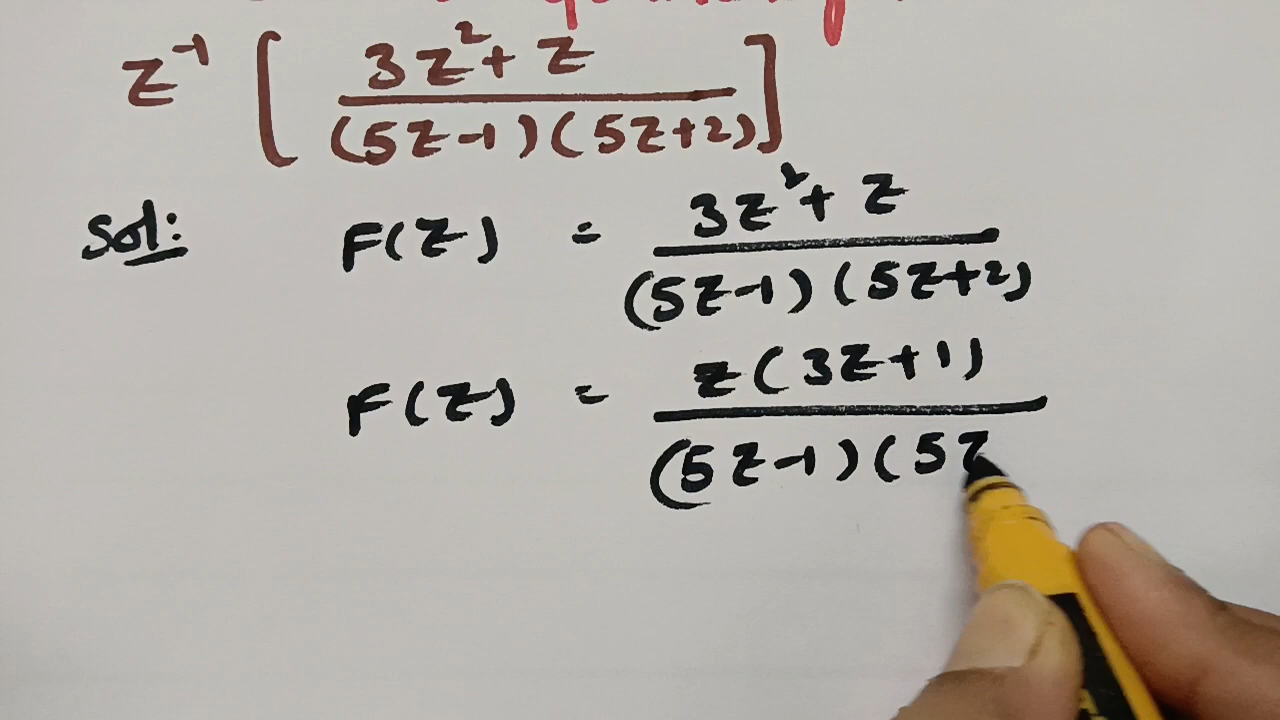 z⁻¹ [ (3z² + z) / ((5z-1)(5z+2)) ]
Sol: F(z) = (3z² + z) / ((5z-1)(5z+2))
F(z) = z(3z+1) / ((5z-1)(5z